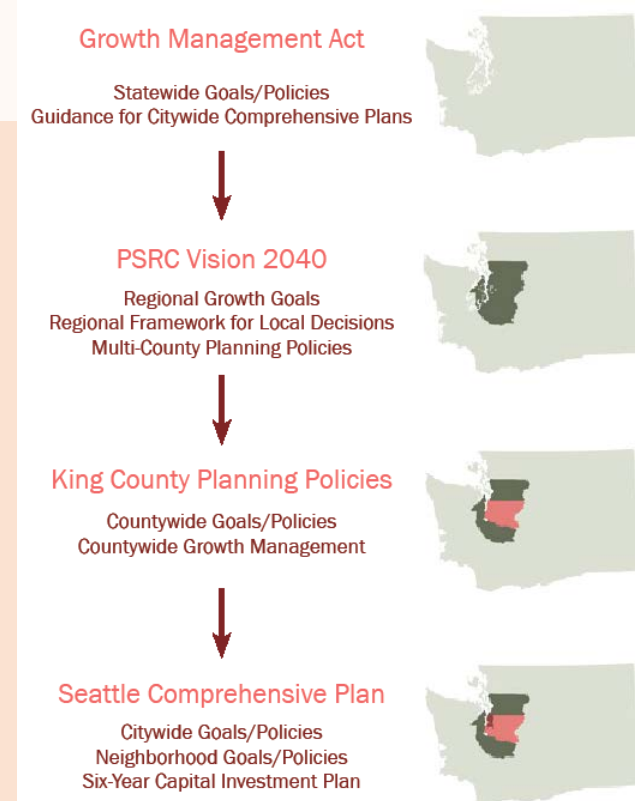 Growth Management Act
Statewide Goals/Policies
Guidance for Citywide Comprehensive Plans
PSRC Vision 2040
Regional Growth Goals
Regional Framework for Local Decisions
Multi-County Planning Policies
King County Planning Policies
Countywide Goals/Policies
Countywide Growth Management
Seattle Comprehensive Plan
Citywide Goals/Policies
Neighborhood Goals/Policies
Six-Year Capital Investment Plan